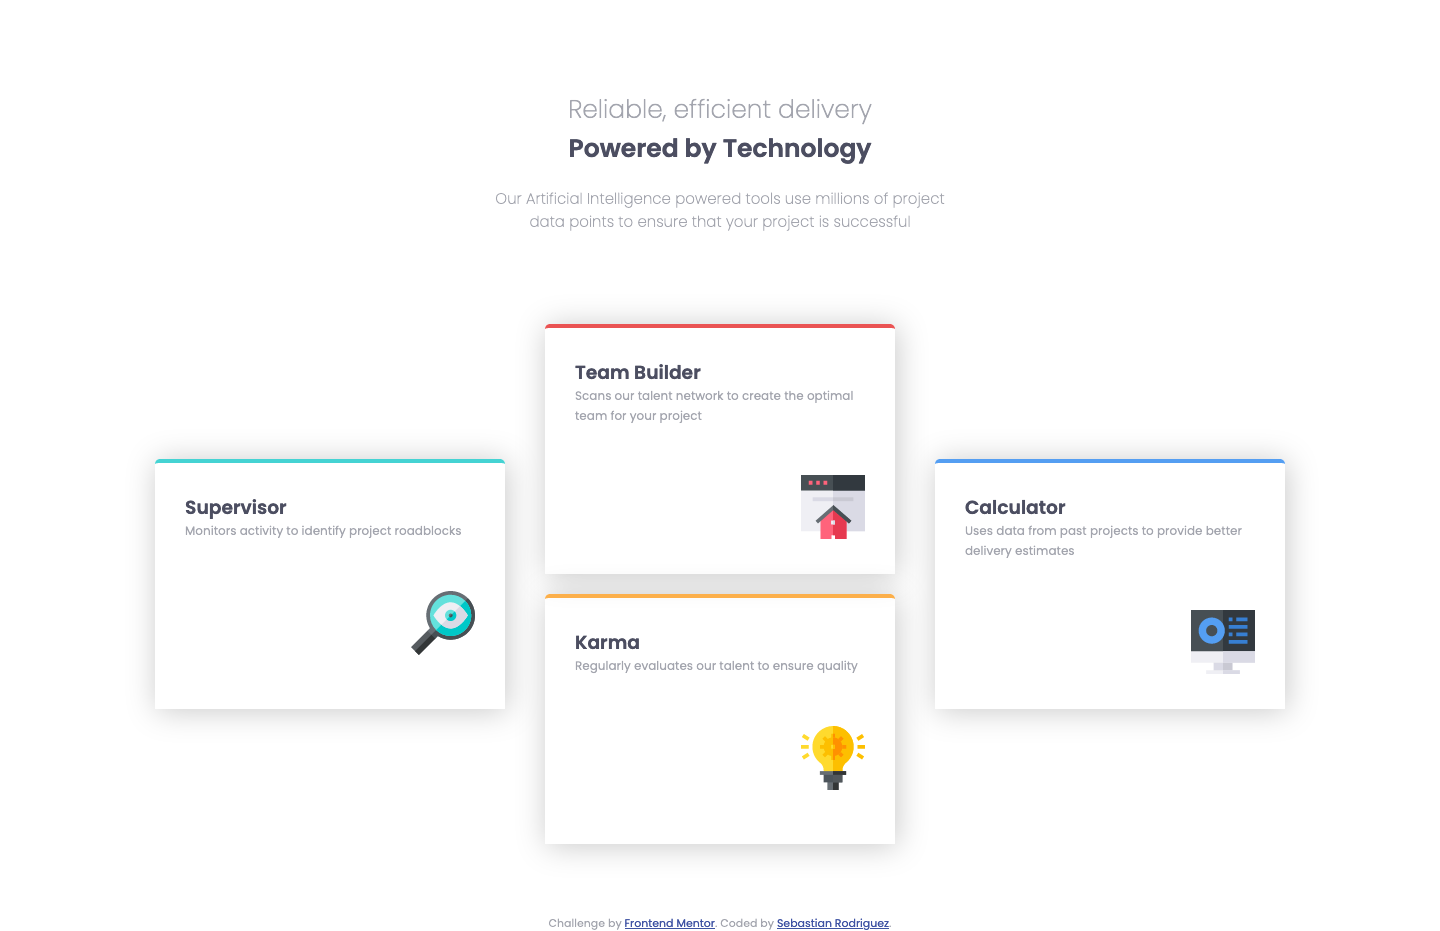 Reliable, efficient delivery
Powered by Technology
Our Artificial Intelligence powered tools use millions of project
data points to ensure that your project is successful
Team Builder
Scans our talent network to create the optimal
team for your project
Supervisor
Monitors activity to identify project roadblocks
Calculator
Uses data from past projects to provide better
delivery estimates
Karma
Regularly evaluates our talent to ensure quality
Challenge by Frontend Mentor. Coded by Sebastian Rodriguez.